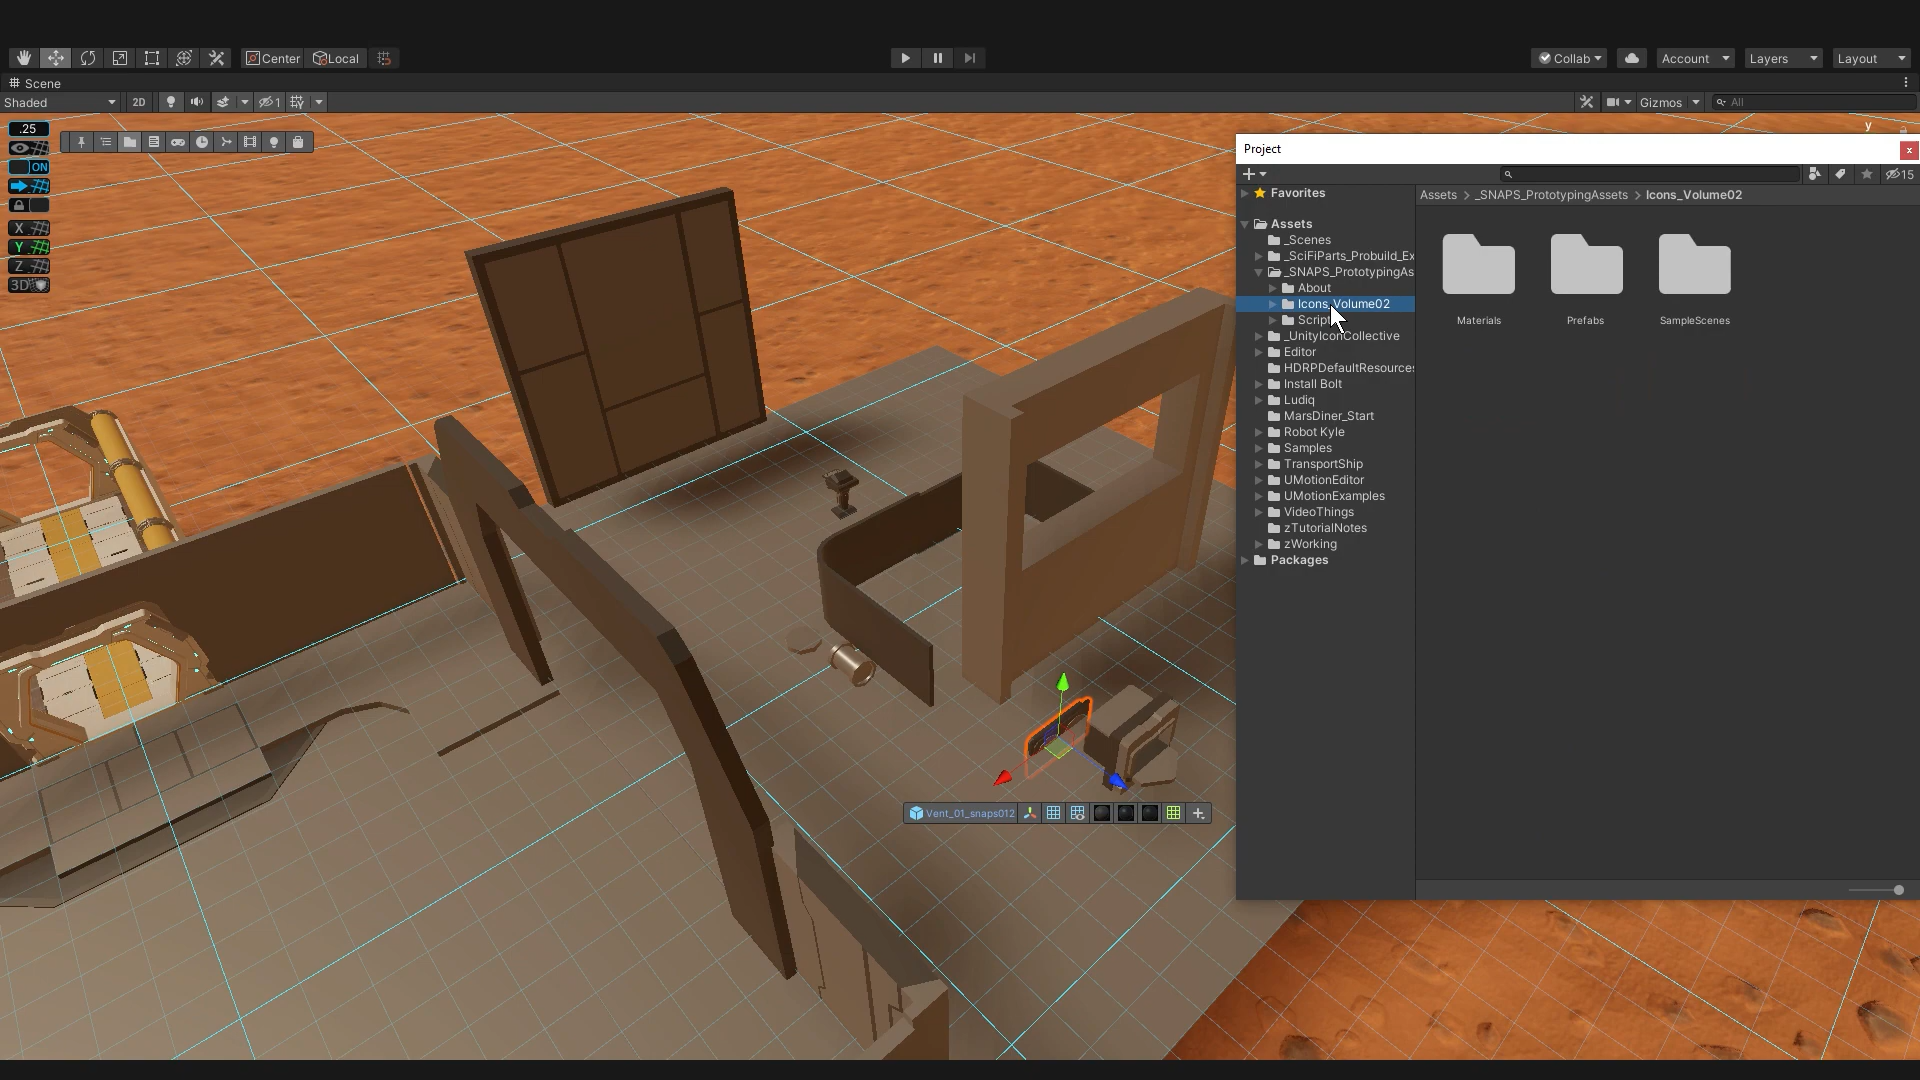 Center
Local
Collab
Account
Layers
Layout
Scene
Shaded
2D
1
Gizmos
All
.25
ON
X
Y
Z
3D
y
Project
15
Favorites
Assets > _SNAPS_PrototypingAssets > Icons_Volume02
Assets
_Scenes
_SciFiParts_Probuild_Ex
_SNAPS_PrototypingAs
About
Icons_Volume02
Script
_UnityIconCollective
Editor
HDRPDefaultResources
Install Bolt
Ludiq
MarsDiner_Start
Robot Kyle
Samples
TransportShip
UMotionEditor
UMotionExamples
VideoThings
zTutorialNotes
zWorking
Packages
Materials
Prefabs
SampleScenes
Vent_01_snaps012